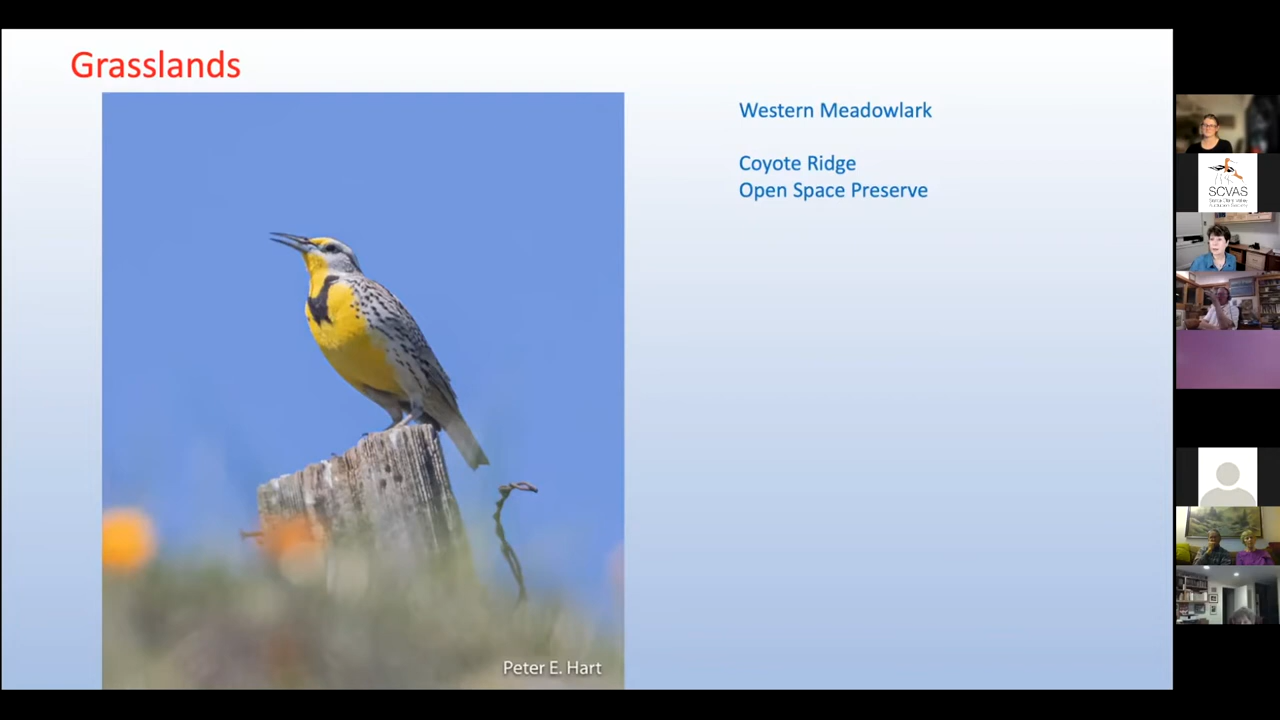 Grasslands
Western Meadowlark
Coyote Ridge
Open Space Preserve
Peter E. Hart
SCVAS